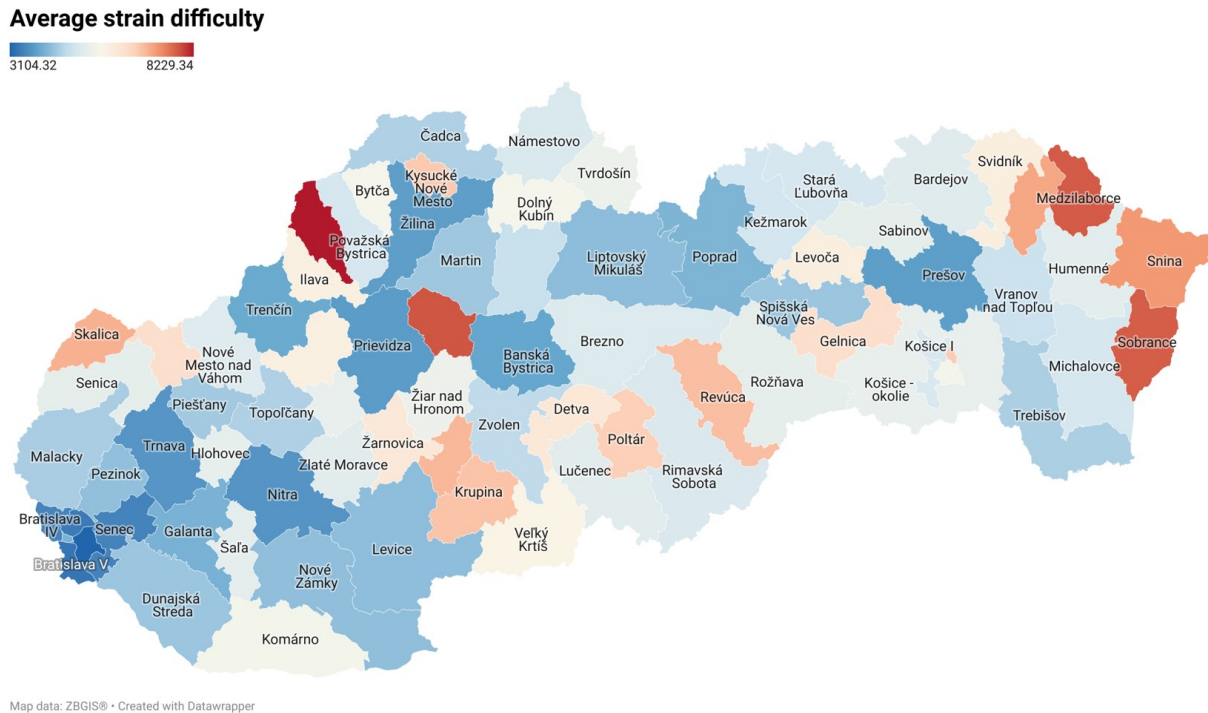 Average strain difficulty
3104.32
8229.34
Čadca
Námestovo
Svidník
Kysucké
Nové
Mesto
Bytča
Tvrdošín
Stará
Ľubovňa
Bardejov
Medzilaborce
Dolný
Kubín
Žilina
Kežmarok
Sabinov
Považská
Bystrica
Martin
Liptovský
Mikuláš
Poprad
Levoča
Prešov
Humenné
Snina
Ilava
Trenčín
Spišská
Nová Ves
Vranov
nad Topľou
Skalica
Prievidza
Brezno
Gelnica
Košice I
Sobrance
Nové
Mesto nad
Váhom
Banská
Bystrica
Michalovce
Senica
Žiar nad
Hronom
Revúca
Rožňava
Košice -
okolie
Piešťany
Topoľčany
Detva
Trebišov
Zvolen
Trnava
Hlohovec
Žarnovica
Poltár
Malacky
Pezinok
Zlaté Moravce
Lučenec
Rimavská
Sobota
Nitra
Krupina
Bratislava
IV
Senec
Galanta
Šaľa
Levice
Veľký
Krtíš
Bratislava V
Nové
Zámky
Dunajská
Streda
Komárno
Map data: ZBGIS® • Created with Datawrapper